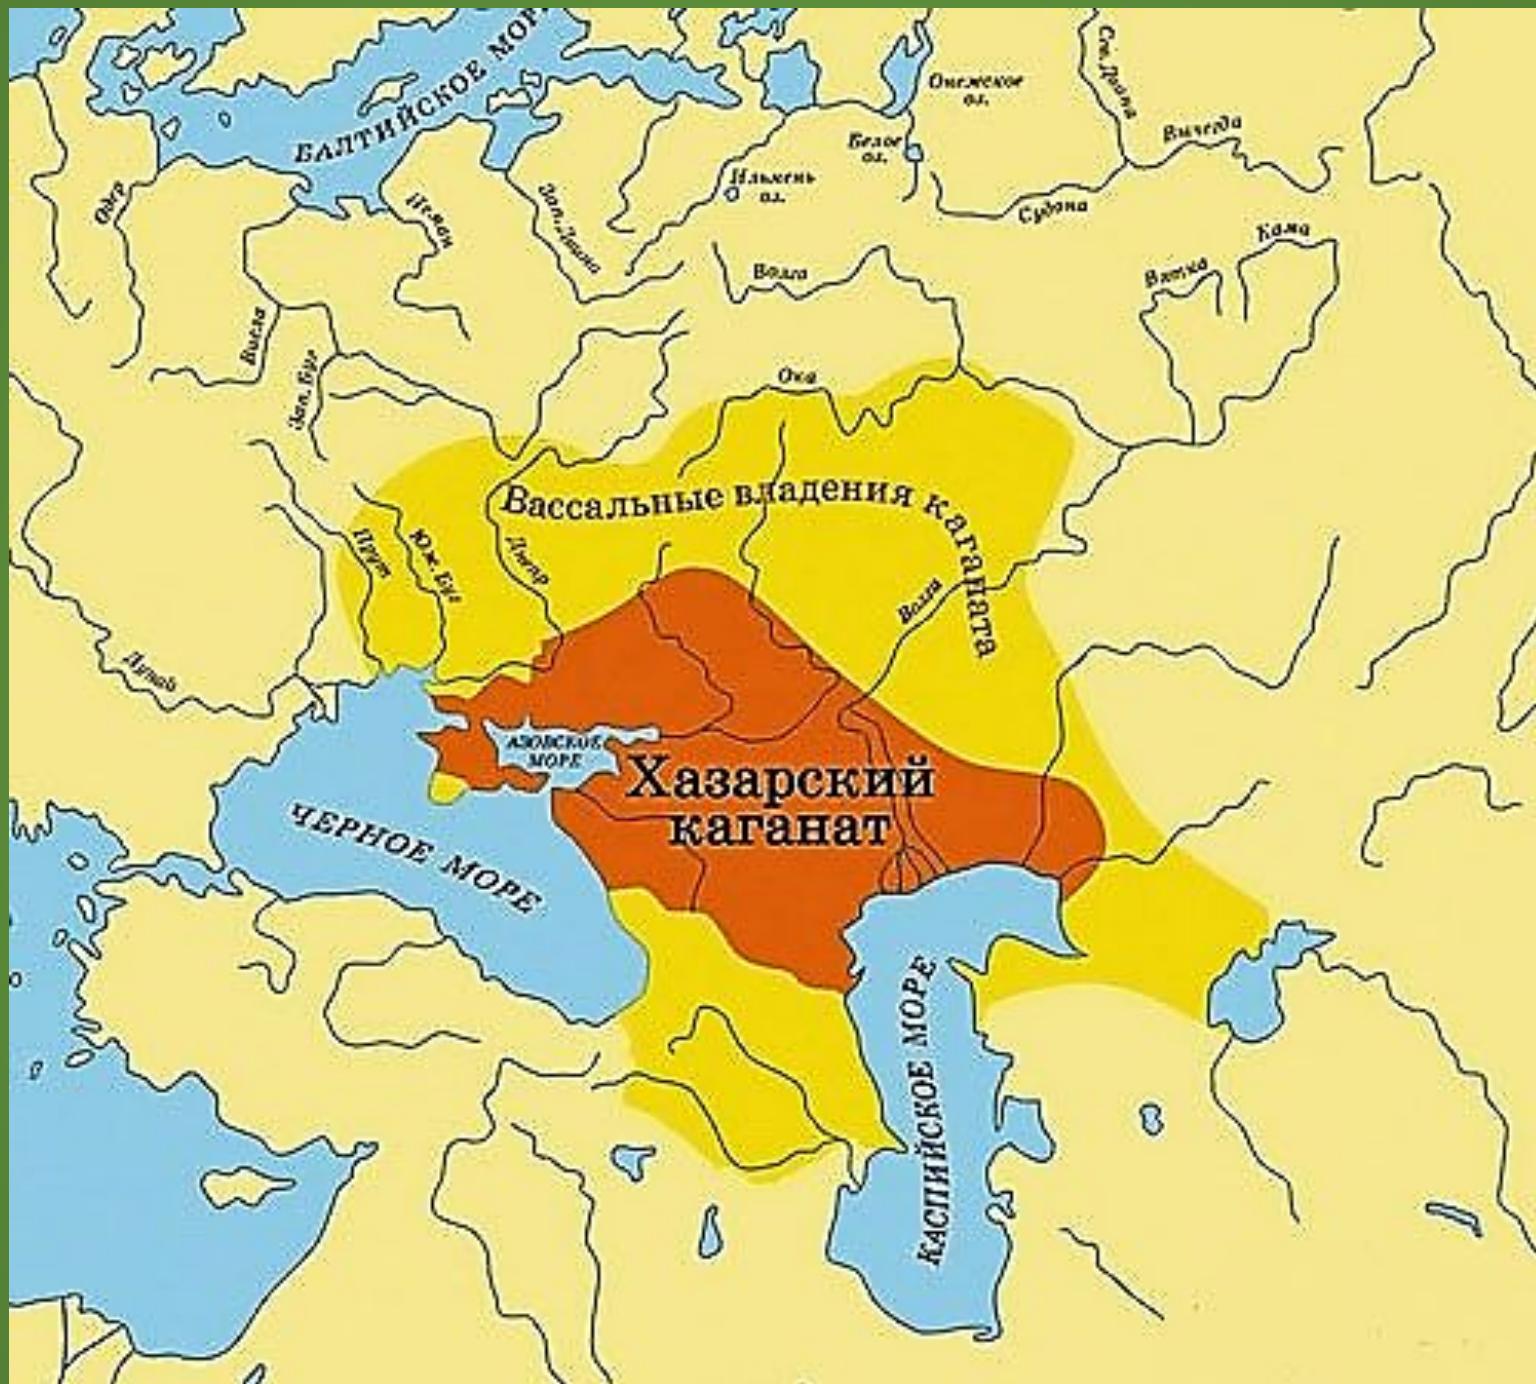 БАЛТИЙСКОЕ МОРЕ
Онежское
оз.
Сев. Двина
Вычегда
Белое
оз.
Ильмень
оз.
Сухона
Одер
Неман
Зап. Двина
Волга
Вятка
Кама
Висла
Зап. Буг
Ока
Вассальные владения каганата
Прут
Юж. Буг
Днепр
Волга
Дунай
АЗОВСКОЕ
МОРЕ
Хазарский
каганат
ЧЕРНОЕ МОРЕ
КАСПИЙСКОЕ МОРЕ